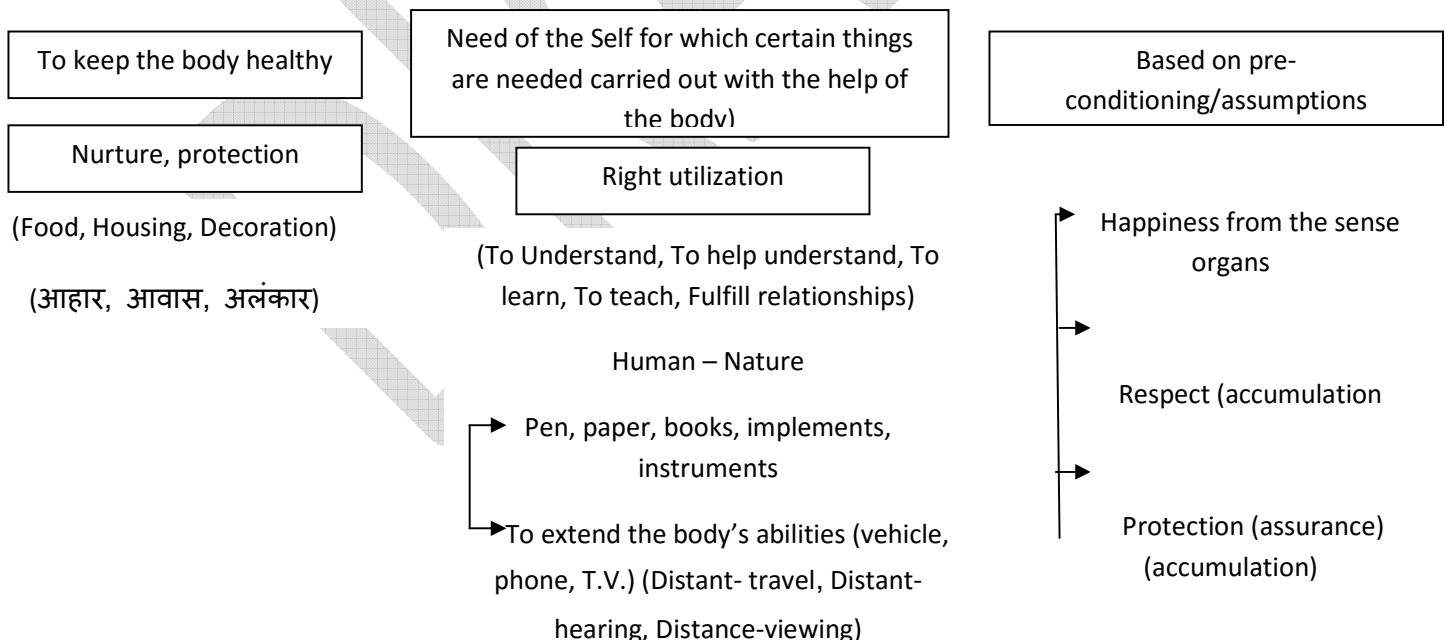 To keep the body healthy
Nurture, protection
(Food, Housing, Decoration)
(आहार, आवास, अलंकार)
Need of the Self for which certain things
are needed carried out with the help of
the body)
Right utilization
(To Understand, To help understand, To
learn, To teach, Fulfill relationships)
Human – Nature
Pen, paper, books, implements,
instruments
To extend the body’s abilities (vehicle,
phone, T.V.) (Distant- travel, Distant-
hearing, Distance-viewing)
Based on pre-
conditioning/assumptions
Happiness from the sense
organs
Respect (accumulation
Protection (assurance)
(accumulation)